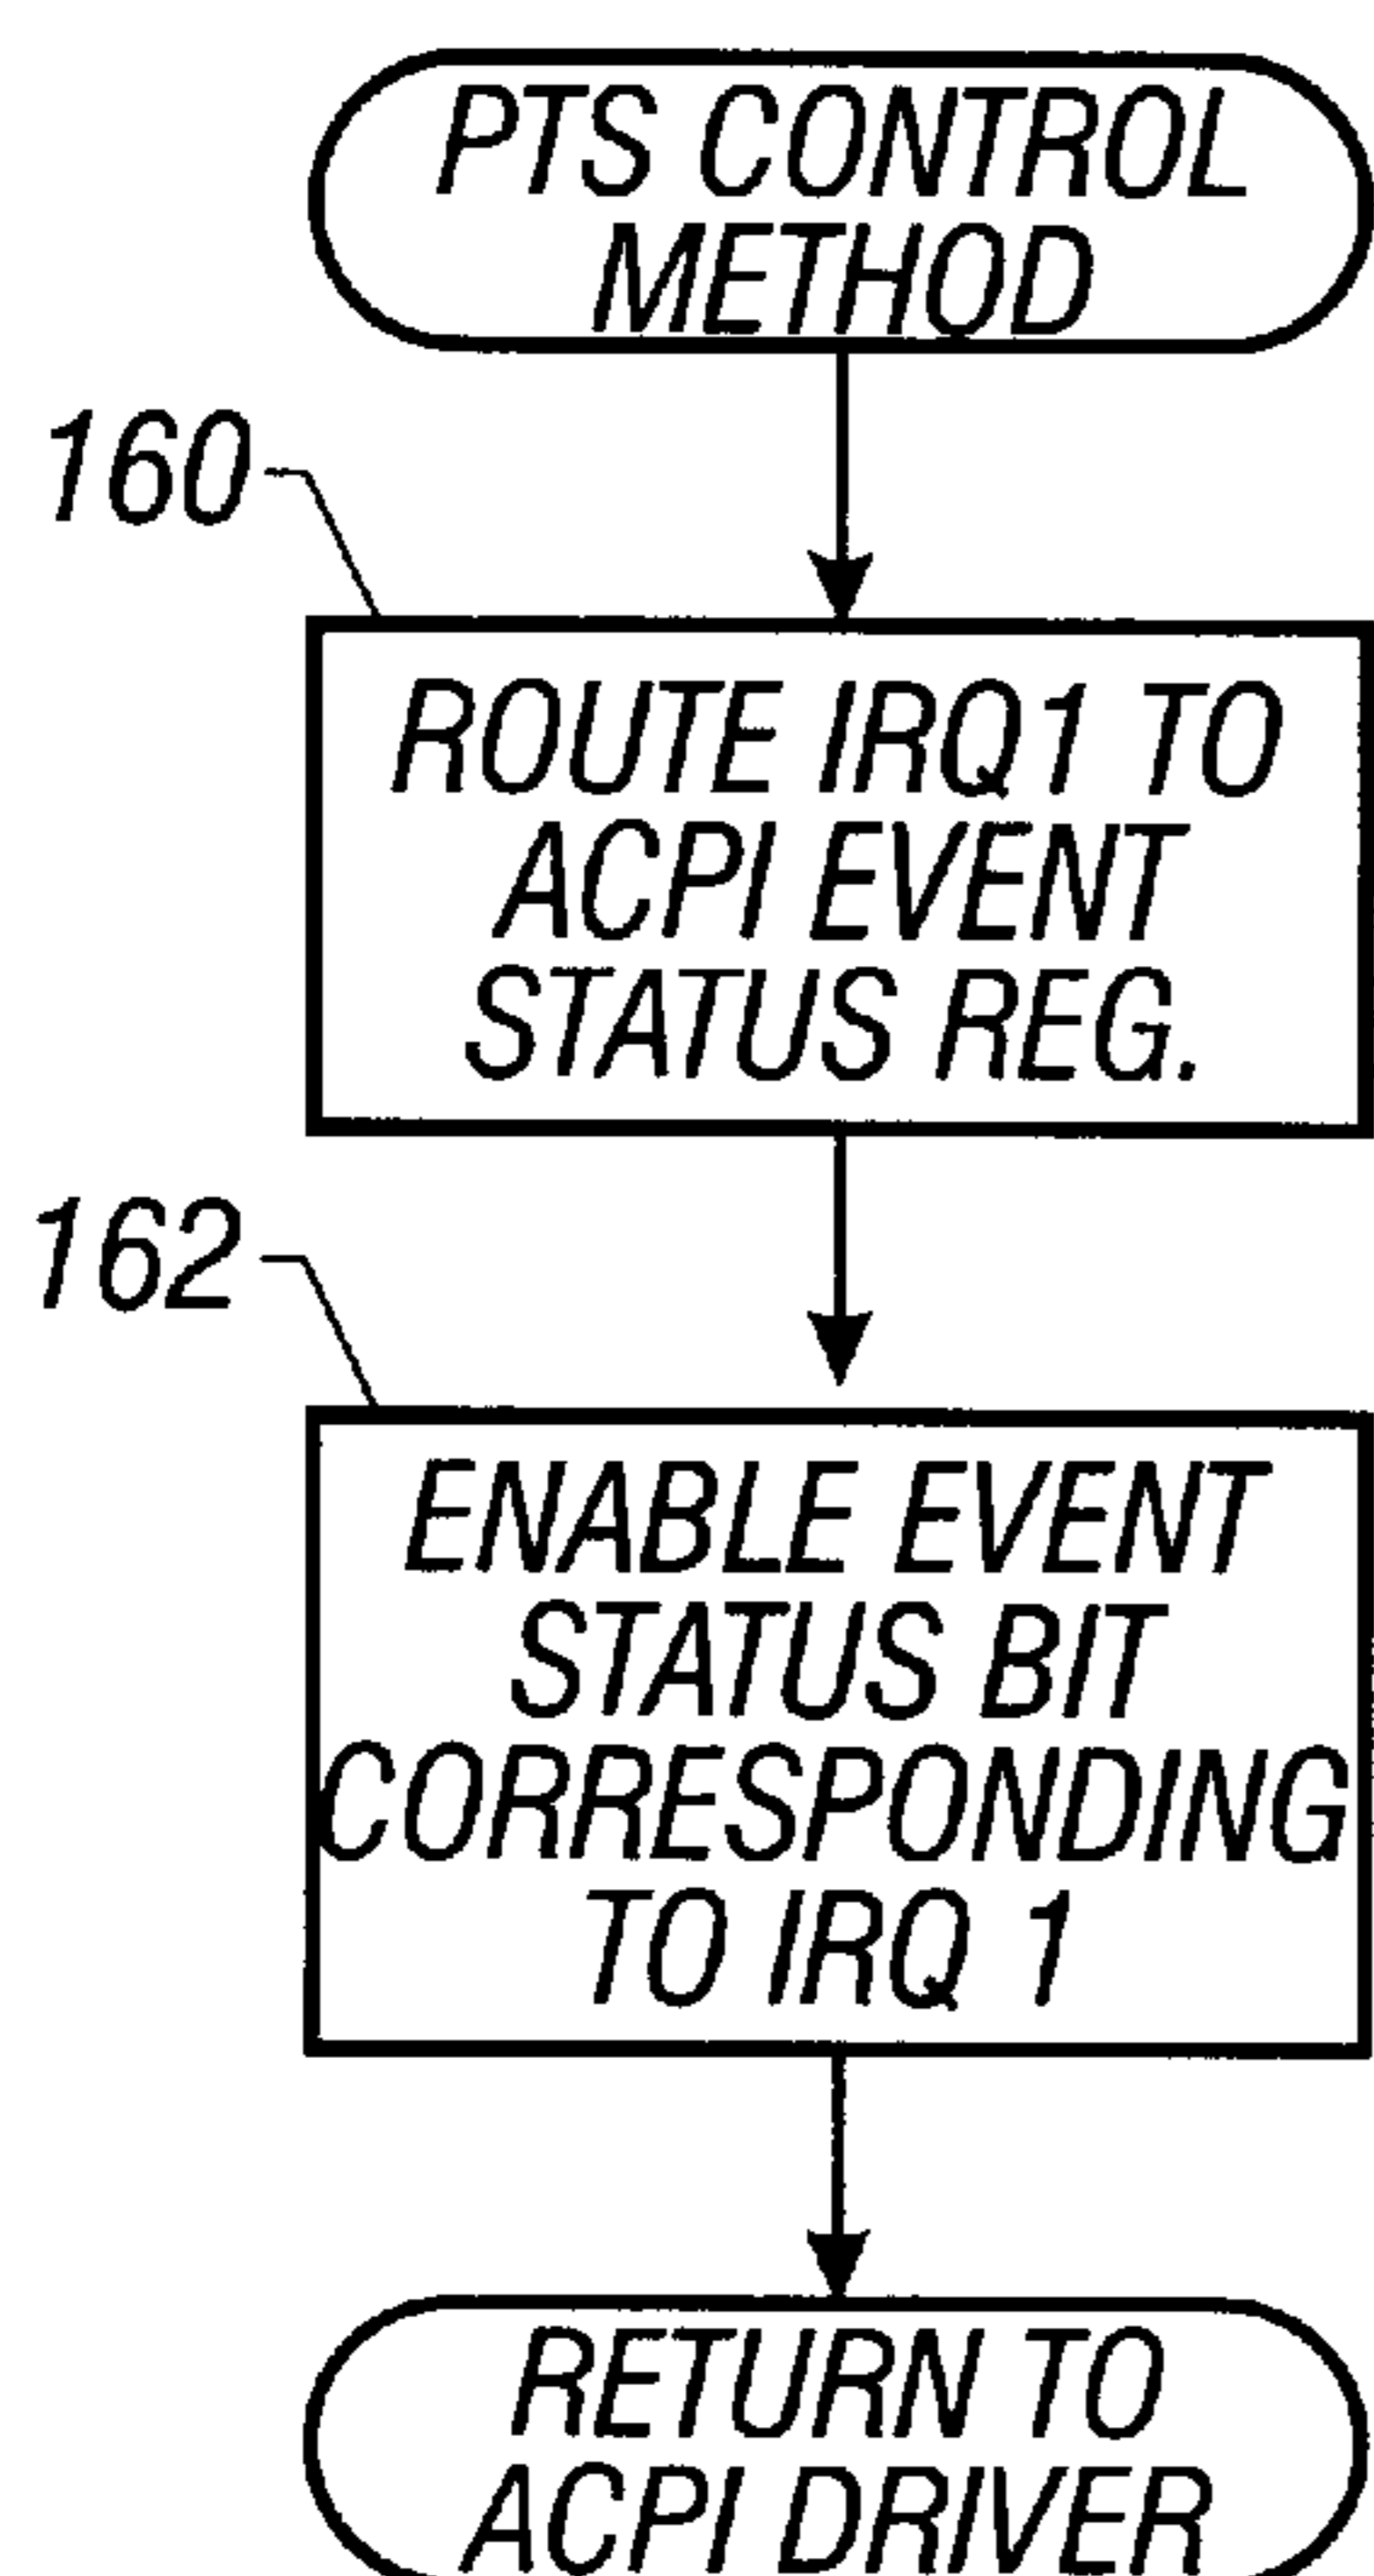 PTS CONTROL
METHOD
160
ROUTE IRQ1 TO
ACPI EVENT
STATUS REG.
162
ENABLE EVENT
STATUS BIT
CORRESPONDING
TO IRQ 1
RETURN TO
ACPI DRIVER